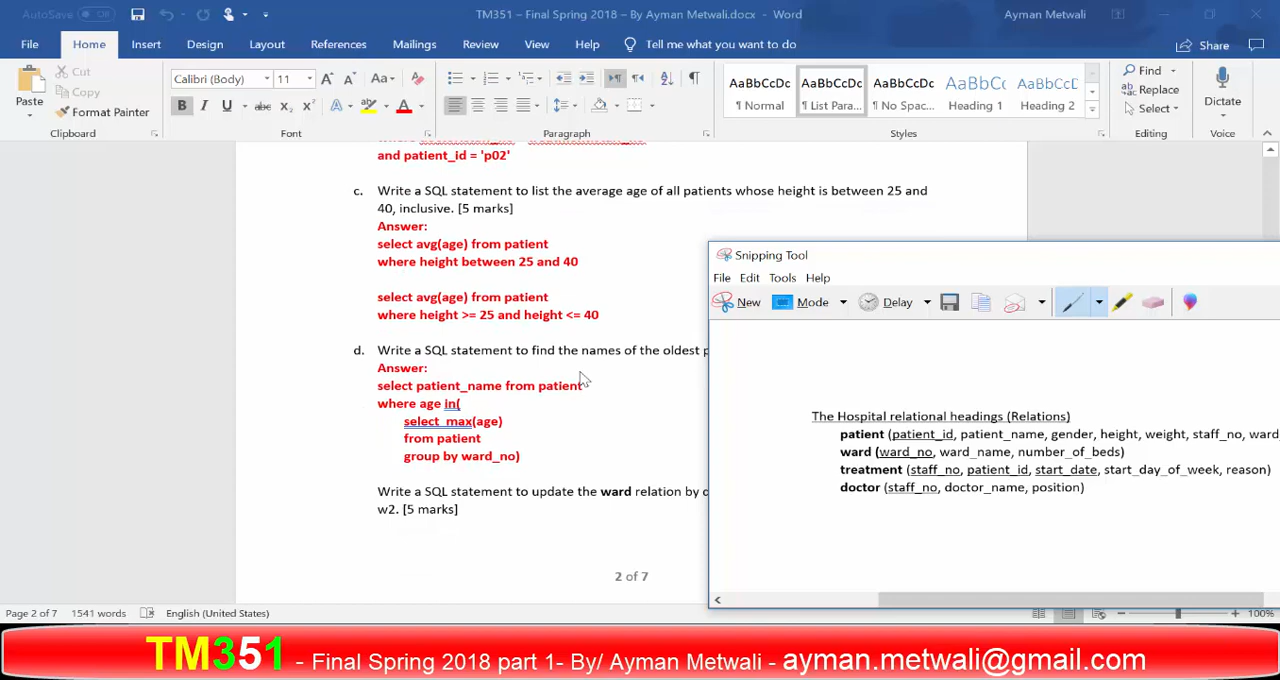 AutoSave Off
TM351 – Final Spring 2018 – By Ayman Metwali.docx - Word
Ayman Metwali
File Home Insert Design Layout References Mailings Review View Help Tell me what you want to do
Share
Paste
Cut
Copy
Format Painter
Calibri (Body) 11
AaBbCcDc AaBbCcDc AaBbCcDc AaBbCc AaBbCcD
¶ Normal ¶ List Para... ¶ No Spac... Heading 1 Heading 2
Find
Replace
Select
Dictate
Clipboard Font Paragraph Styles Editing Voice
and patient_id = 'p02'
c. Write a SQL statement to list the average age of all patients whose height is between 25 and
40, inclusive. [5 marks]
Answer:
select avg(age) from patient
where height between 25 and 40
select avg(age) from patient
where height >= 25 and height <= 40
d. Write a SQL statement to find the names of the oldest p
Answer:
select patient_name from patient
where age in(
select max(age)
from patient
group by ward_no)
Write a SQL statement to update the ward relation by
w2. [5 marks]
2 of 7
Snipping Tool
File Edit Tools Help
New Mode Delay
The Hospital relational headings (Relations)
patient (patient_id, patient_name, gender, height, weight, staff_no, ward
ward (ward_no, ward_name, number_of_beds)
treatment (staff_no, patient_id, start_date, start_day_of_week, reason)
doctor (staff_no, doctor_name, position)
Page 2 of 7 1541 words English (United States) 100%
TM351 - Final Spring 2018 part 1- By/ Ayman Metwali - ayman.metwali@gmail.com